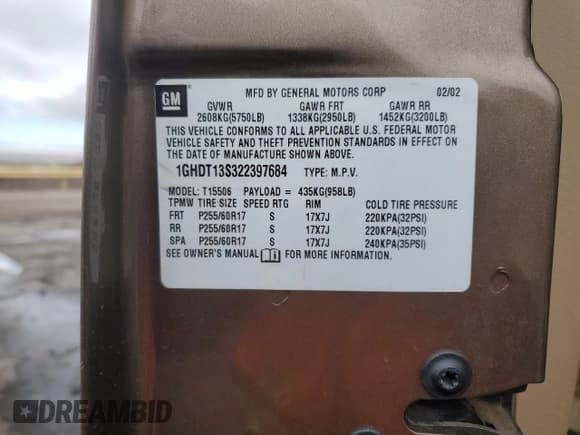 GM
MFD BY GENERAL MOTORS CORP 02/02
GVWR GAWR FRT GAWR RR
2608KG(5750LB) 1338KG(2950LB) 1452KG(3200LB)
THIS VEHICLE CONFORMS TO ALL APPLICABLE U.S. FEDERAL MOTOR
VEHICLE SAFETY AND THEFT PREVENTION STANDARDS IN EFFECT ON
THE DATE OF MANUFACTURE SHOWN ABOVE.
1GHDT13S322397684 TYPE: M.P.V.
MODEL: T15506 PAYLOAD = 435KG(958LB)
TPMW TIRE SIZE SPEED RTG RIM COLD TIRE PRESSURE
FRT P255/60R17 S 17X7J 220KPA(32PSI)
RR P255/60R17 S 17X7J 220KPA(32PSI)
SPA P255/60R17 S 17X7J 240KPA(35PSI)
SEE OWNER'S MANUAL FOR MORE INFORMATION.
DREAMBID